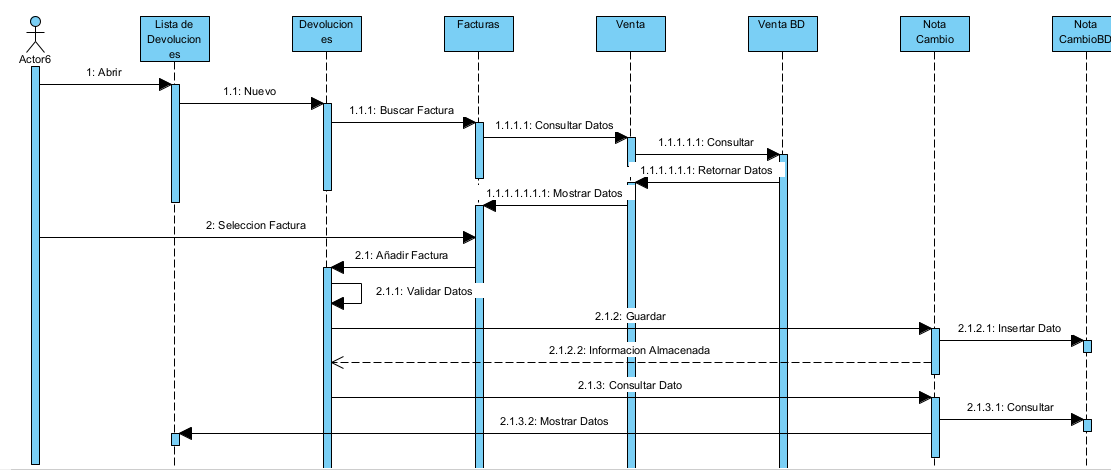 Lista de
Devolucion
es
Devolucion
es
Facturas
Venta
Venta BD
Nota
Cambio
Nota
CambioBD
Actor6
1: Abrir
1.1: Nuevo
1.1.1: Buscar Factura
1.1.1.1: Consultar Datos
1.1.1.1.1: Consultar
1.1.1.1.1.1: Retornar Datos
1.1.1.1.1.1.1: Mostrar Datos
2: Seleccion Factura
2.1: Añadir Factura
2.1.1: Validar Datos
2.1.2: Guardar
2.1.2.1: Insertar Dato
2.1.2.2: Informacion Almacenada
2.1.3: Consultar Dato
2.1.3.1: Consultar
2.1.3.2: Mostrar Datos